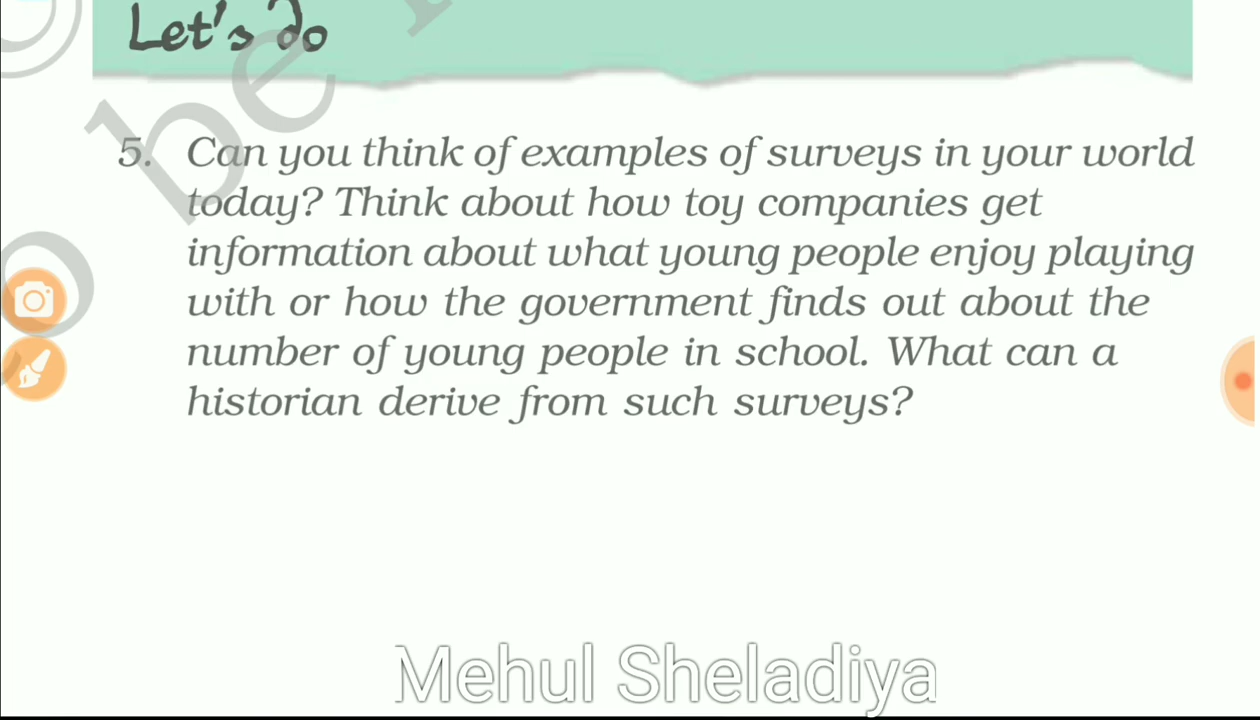 Let's do
5. Can you think of examples of surveys in your world
today? Think about how toy companies get
information about what young people enjoy playing
with or how the government finds out about the
number of young people in school. What can a
historian derive from such surveys?
Mehul Sheladiya